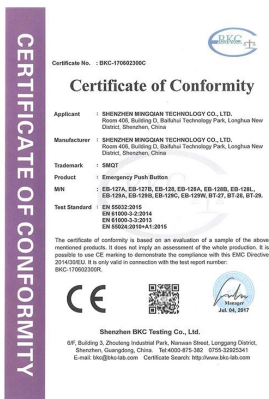 BKC
CERTIFICATE OF CONFORMITY
Certificate No. : BKC-170602300C
Certificate of Conformity
Applicant : SHENZHEN MINGQIAN TECHNOLOGY CO., LTD.
Room 406, Building D, Baifuhui Technology Park, Longhua New
District, Shenzhen, China
Manufacturer : SHENZHEN MINGQIAN TECHNOLOGY CO., LTD.
Room 406, Building D, Baifuhui Technology Park, Longhua New
District, Shenzhen, China
Trademark : SMQT
Product : Emergency Push Button
M/N : EB-127A, EB-127B, EB-128, EB-128A, EB-128B, EB-128L,
EB-129A, EB-129B, EB-129C, EB-129W, BT-27, BT-28, BT-29.
Test Standard : EN 55032:2015
EN 61000-3-2:2014
EN 61000-3-3:2013
EN 55024:2010+A1:2015
The certificate of conformity is based on an evaluation of a sample of the above
mentioned products. It does not imply an assessment of the whole production. It is
possible to use CE marking to demonstrate the compliance with this EMC Directive
2014/30/EU. It is only valid in connection with the test report number:
BKC-170602300R.
CE
Manager
Jul. 04, 2017
Shenzhen BKC Testing Co., Ltd.
6/F, Building 3, Zhouteng Industrial Park, Nanwan Street, Longgang District,
Shenzhen, Guangdong, China. Tel:4000-875-382 0755-32925341
E-mail: bkc@bkc-lab.com Certificate Search: http://www.bkc-lab.com